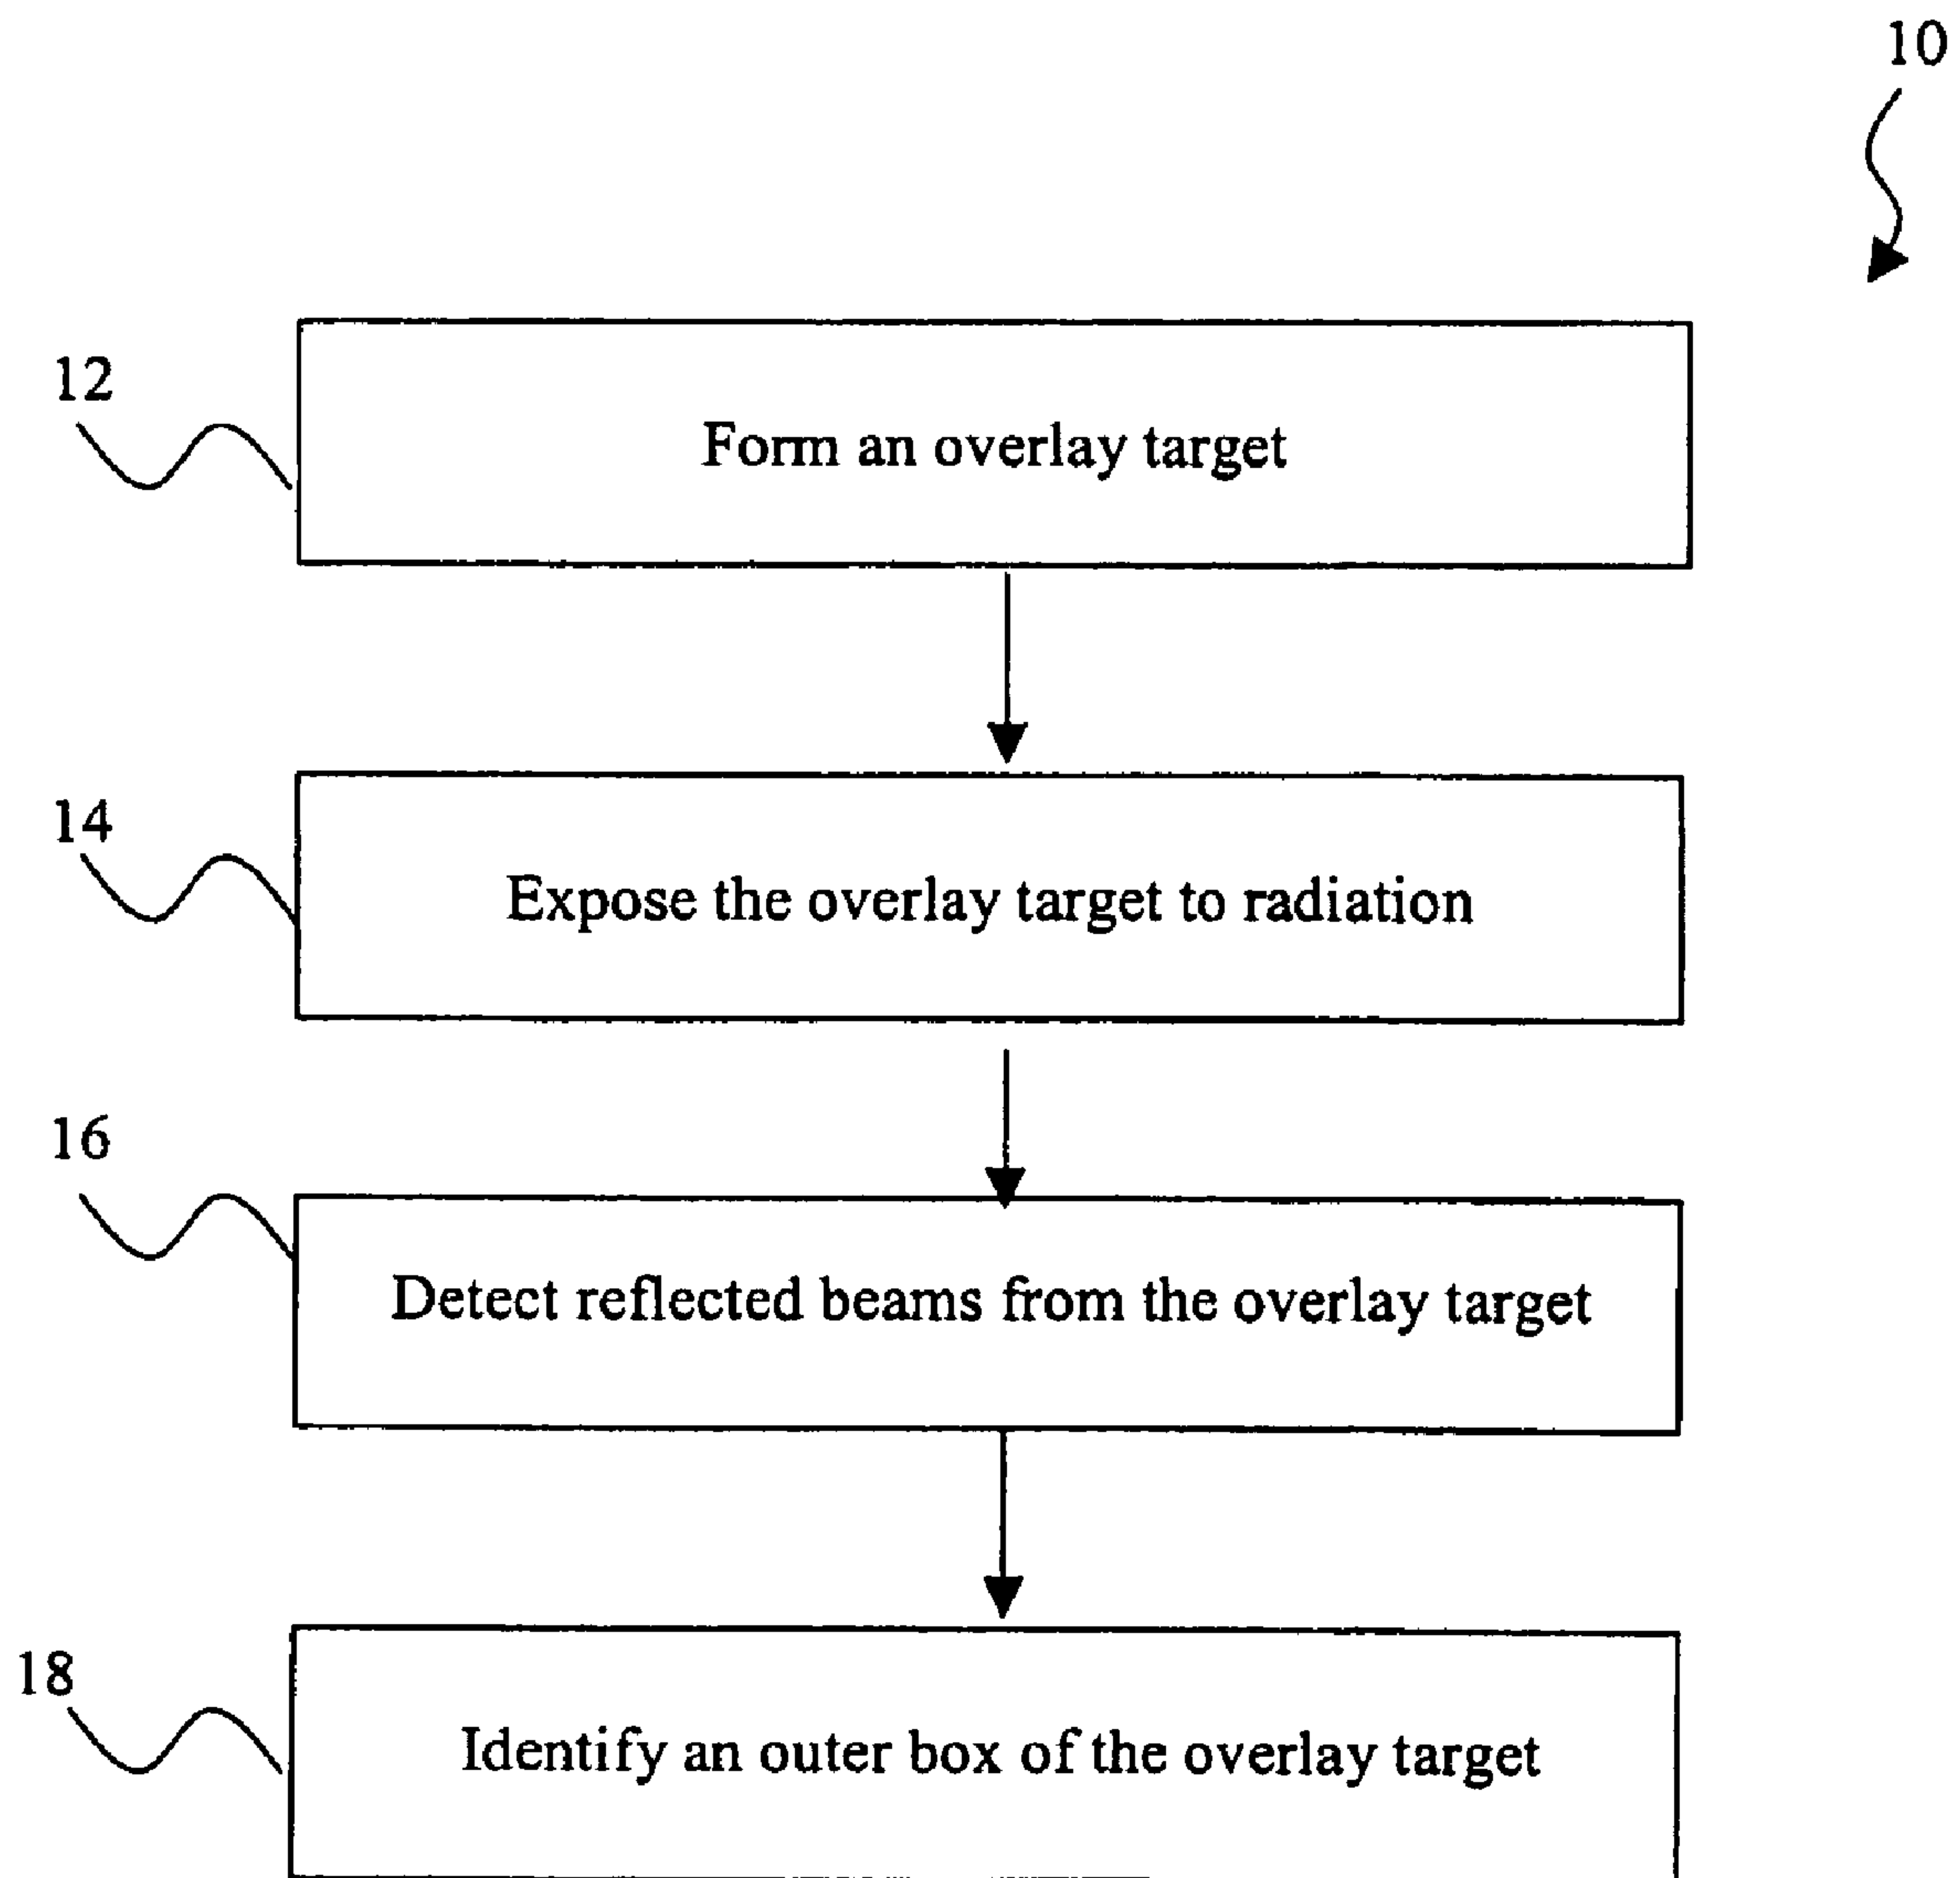 10
12
Form an overlay target
14
Expose the overlay target to radiation
16
Detect reflected beams from the overlay target
18
Identify an outer box of the overlay target